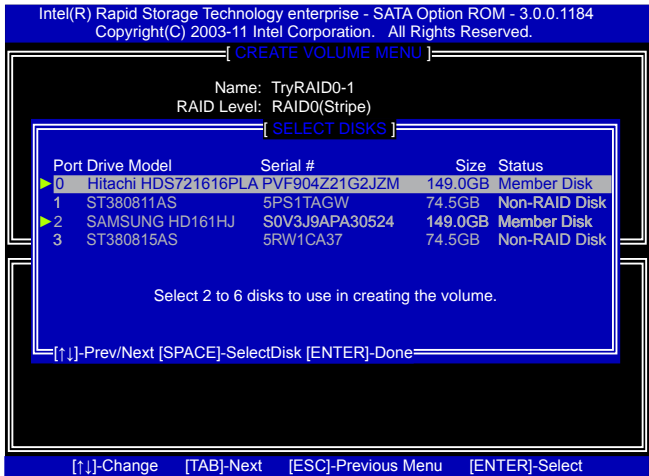 Intel(R) Rapid Storage Technology enterprise - SATA Option ROM - 3.0.0.1184
Copyright(C) 2003-11 Intel Corporation. All Rights Reserved.
[ CREATE VOLUME MENU ]
Name: TryRAID0-1
RAID Level: RAID0(Stripe)
[ SELECT DISKS ]
Port Drive Model Serial # Size Status
0 Hitachi HDS721616PLA PVF904Z21G2JZM 149.0GB Member Disk
1 ST380811AS 5PS1TAGW 74.5GB Non-RAID Disk
2 SAMSUNG HD161HJ S0V3J9APA30524 149.0GB Member Disk
3 ST380815AS 5RW1CA37 74.5GB Non-RAID Disk
Select 2 to 6 disks to use in creating the volume.
[↑↓]-Prev/Next [SPACE]-SelectDisk [ENTER]-Done
[↑↓]-Change [TAB]-Next [ESC]-Previous Menu [ENTER]-Select